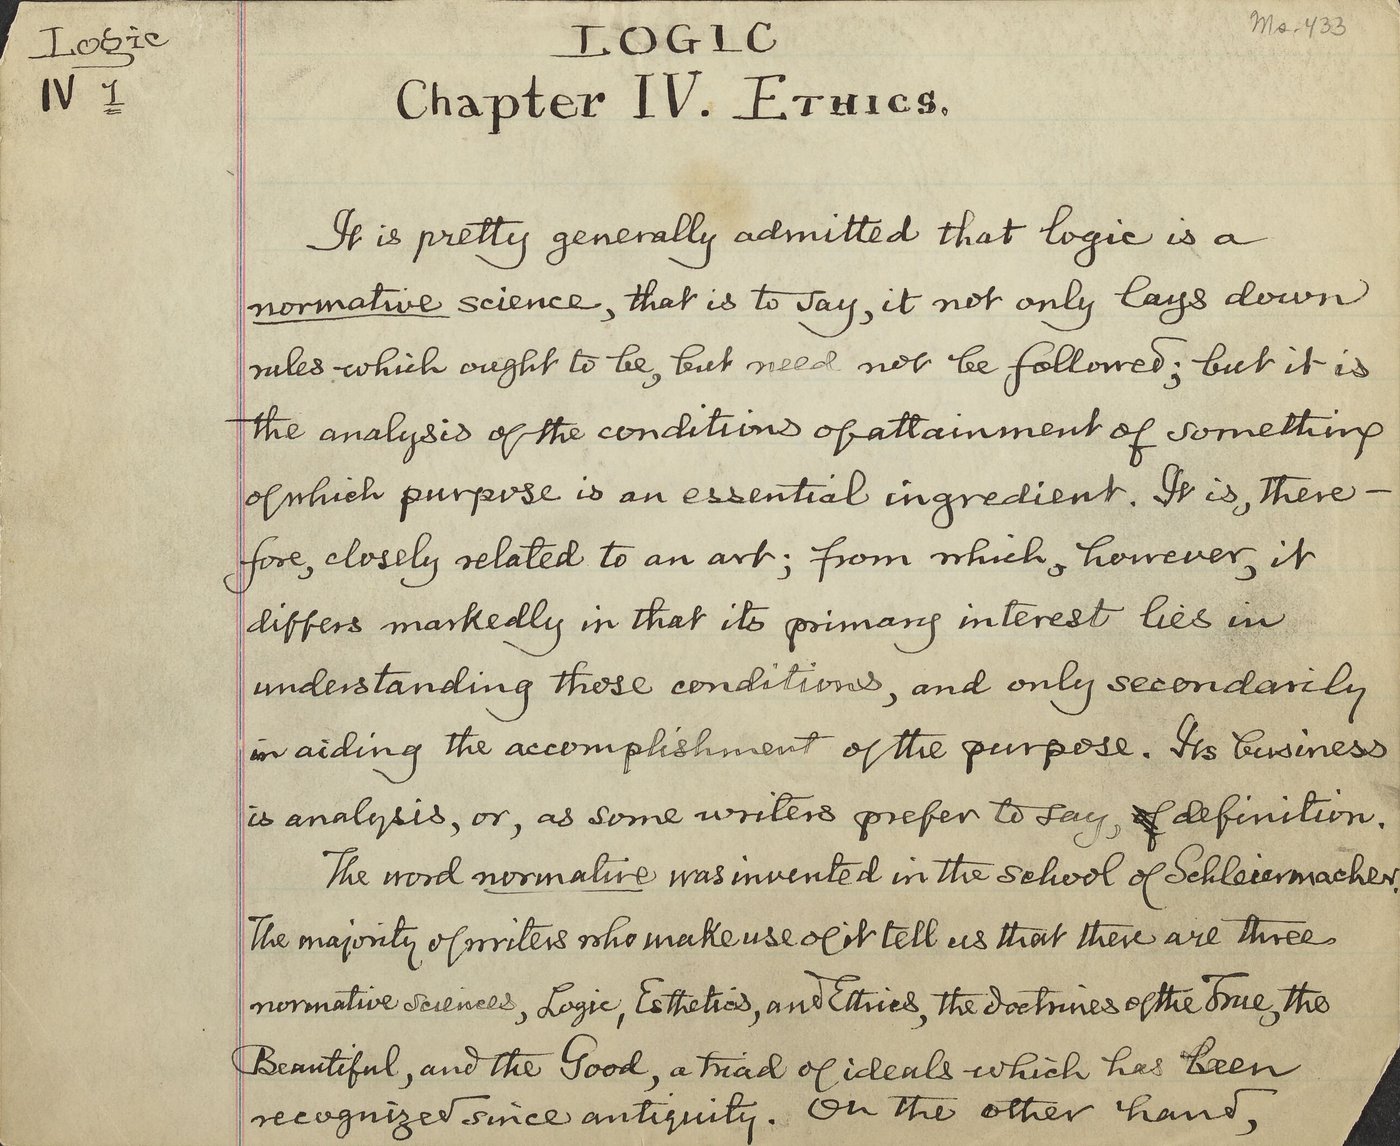 Logic
IV 1
Ms. 433
LOGIC
Chapter IV. ETHICS.
It is pretty generally admitted that logic is a
normative science, that is to say, it not only lays down
rules which ought to be, but need not be followed; but it is
the analysis of the conditions of attainment of something
of which purpose is an essential ingredient. It is, there-
fore, closely related to an art; from which, however, it
differs markedly in that its primary interest lies in
understanding those conditions, and only secondarily
in aiding the accomplishment of the purpose. Its business
is analysis, or, as some writers prefer to say, definition.
The word normative was invented in the school of Schleiermacher.
The majority of writers who make use of it tell us that there are three
normative sciences, Logic, Esthetics, and Ethics, the doctrines of the True, the
Beautiful, and the Good, a triad of ideals which has been
recognized since antiquity. On the other hand,